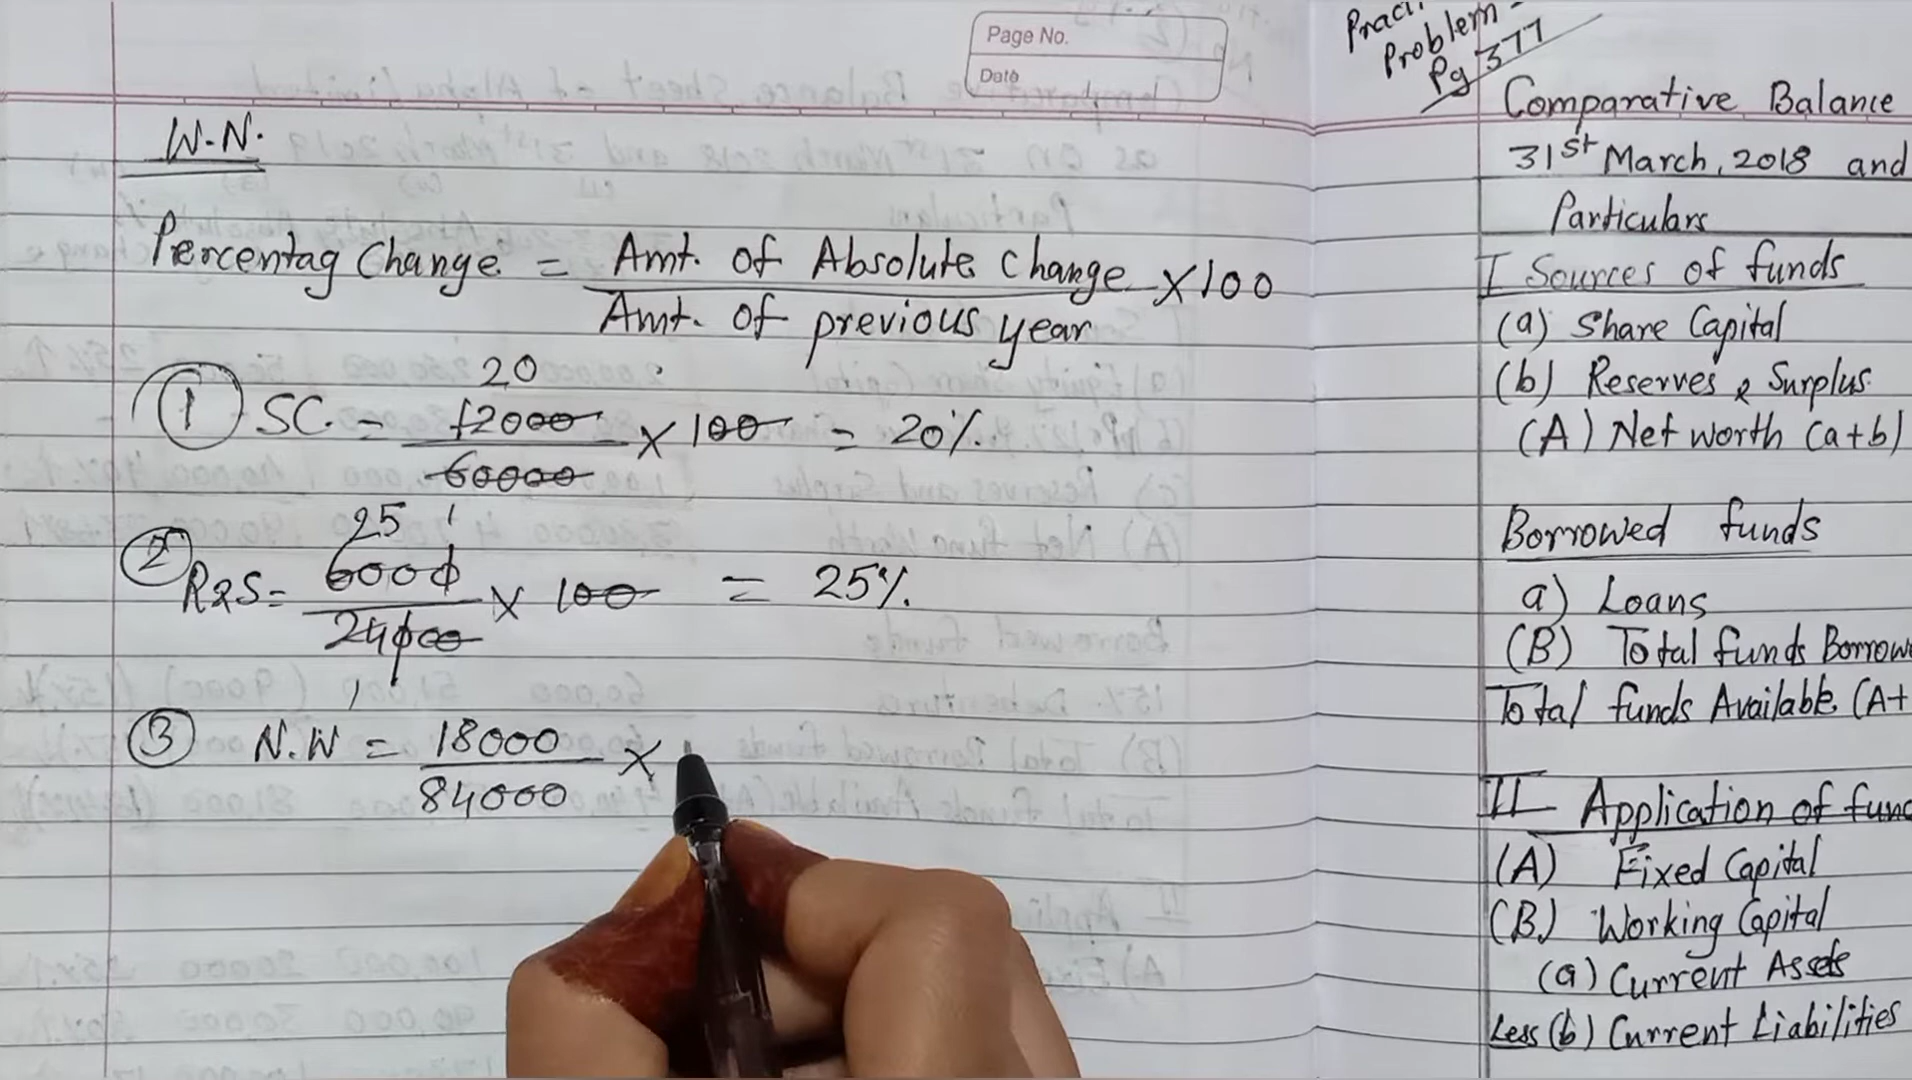 Page No.
Date
W.N.
Percentag Change = Amt. of Absolute Change × 100
Amt. of previous year
20
① SC. = 12000 × 100 = 20%.
60000
25
② R&S = 6000 × 100 = 25%.
24000
③ N.W = 18000 ×
84000
Problem
Pg 377
Comparative Balance
31st March, 2018 and
Particulars
I Sources of funds
(a) Share Capital
(b) Reserves & Surplus
(A) Net worth (a+b)
Borrowed funds
a) Loans
(B) Total funds Borrow
Total funds Available (A+
II Application of func
(A) Fixed Capital
(B) Working Capital
(a) Current Assets
Less (b) Current Liabilities